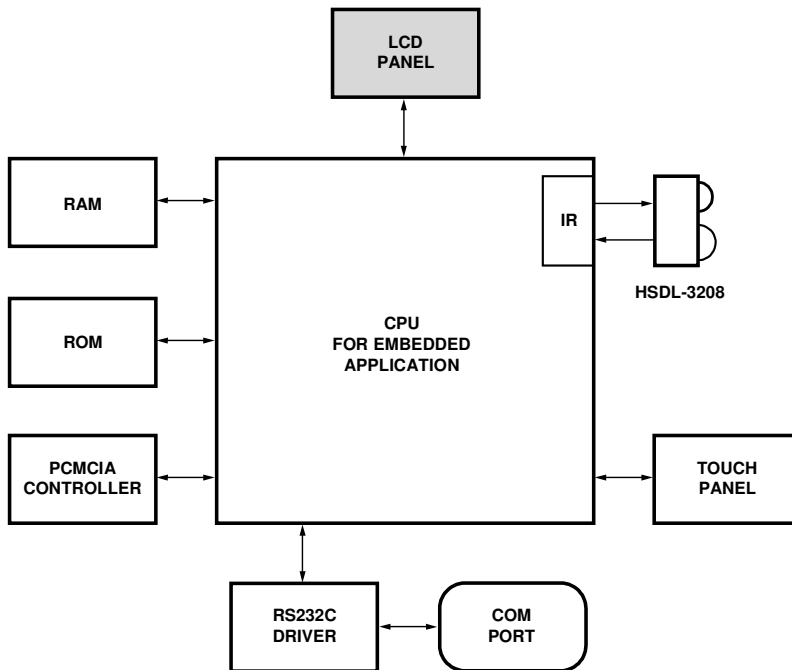 LCD
PANEL
RAM
IR
HSDL-3208
ROM
CPU
FOR EMBEDDED
APPLICATION
PCMCIA
CONTROLLER
TOUCH
PANEL
RS232C
DRIVER
COM
PORT